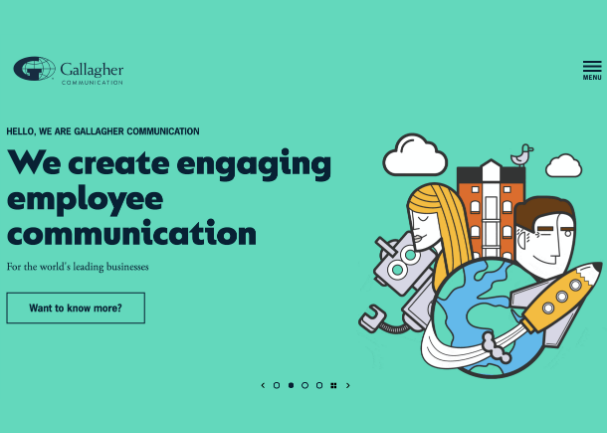 Gallagher
COMMUNICATION
MENU
HELLO, WE ARE GALLAGHER COMMUNICATION
We create engaging
employee
communication
For the world's leading businesses
Want to know more?